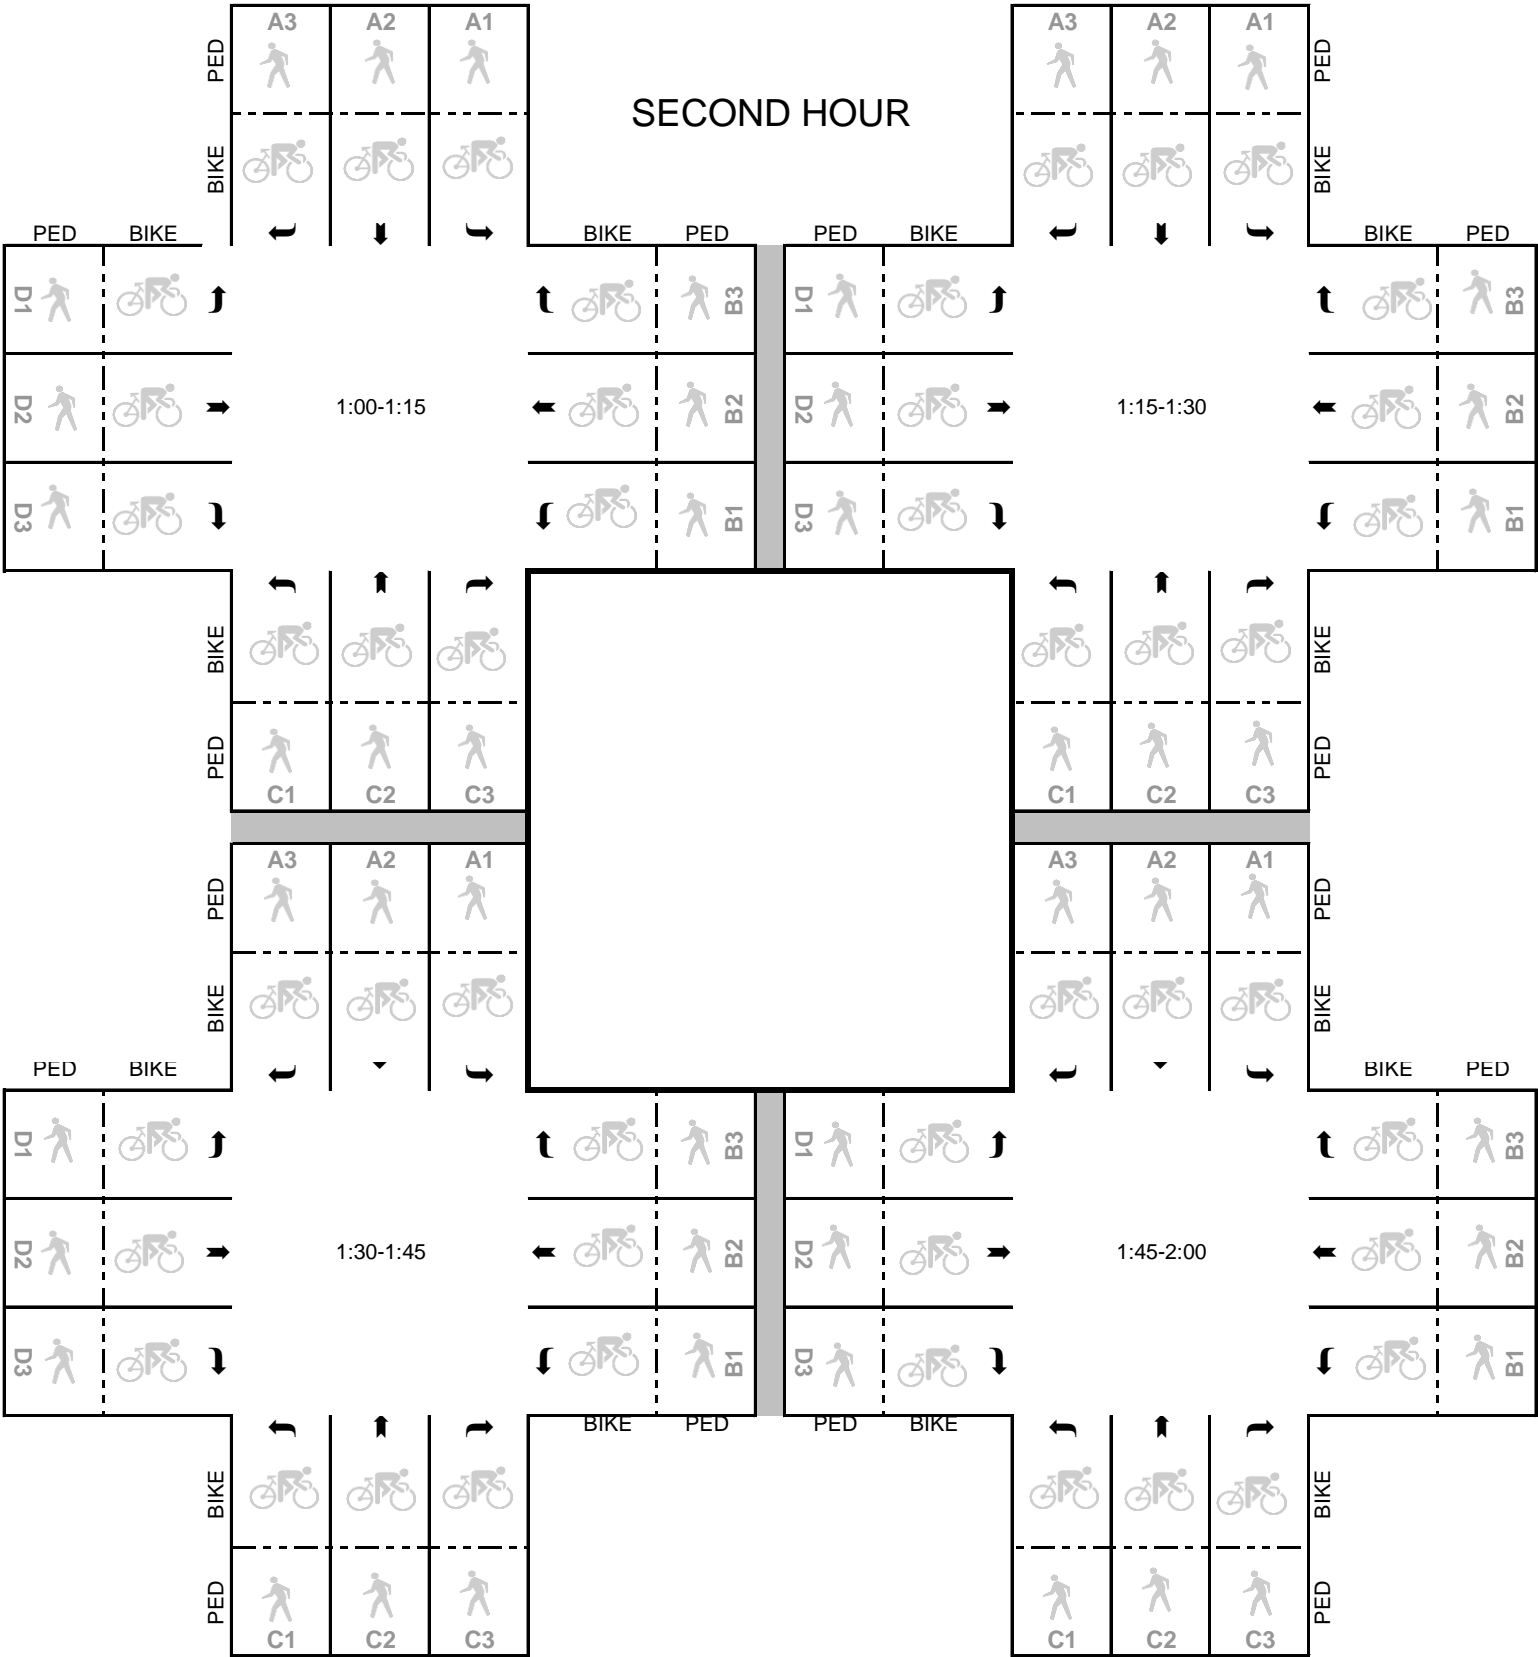 A3 A2 A1
PED
BIKE
SECOND HOUR
A3 A2 A1
PED
BIKE
PED BIKE
BIKE PED
PED BIKE
BIKE PED
D1
B3
D1
B3
D2
1:00-1:15
B2
D2
1:15-1:30
B2
D3
B1
D3
B1
BIKE
BIKE
PED
PED
C1 C2 C3
C1 C2 C3
A3 A2 A1
A3 A2 A1
PED
PED
BIKE
BIKE
PED BIKE
BIKE PED
D1
B3
D1
B3
D2
1:30-1:45
B2
D2
1:45-2:00
B2
D3
B1
D3
B1
BIKE PED
PED BIKE
BIKE
BIKE
PED
PED
C1 C2 C3
C1 C2 C3